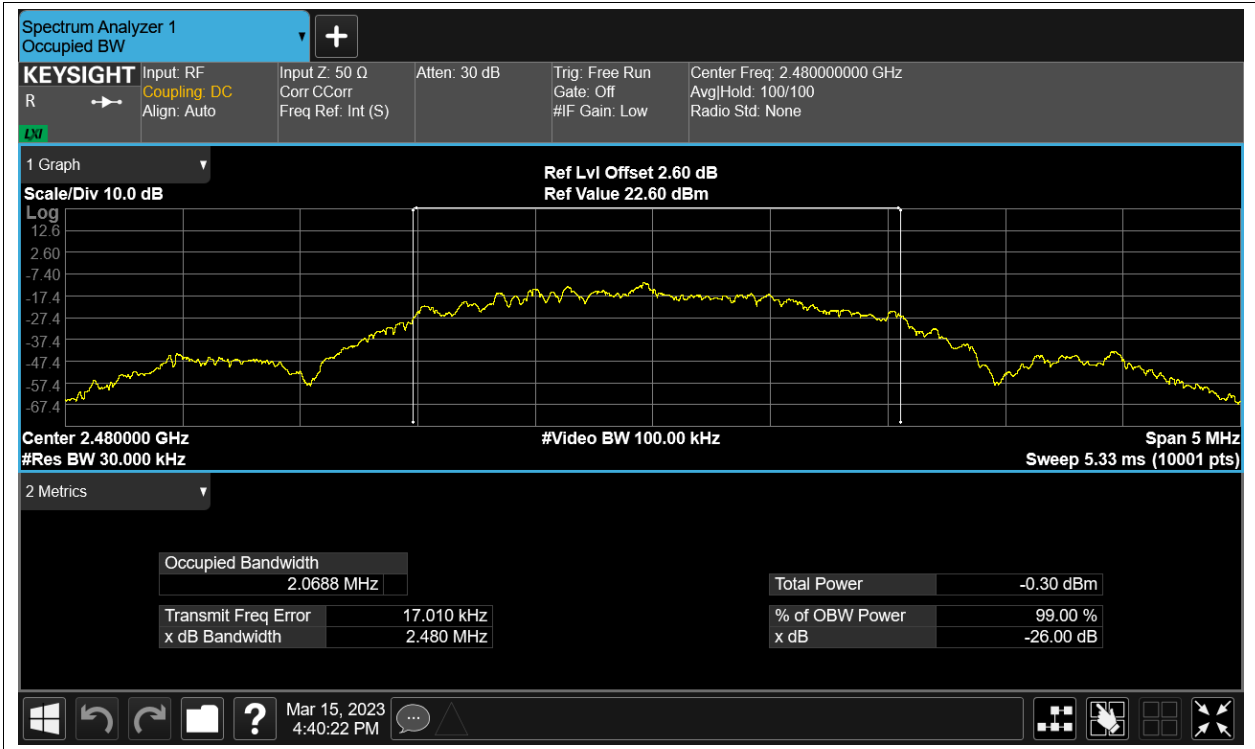 Spectrum Analyzer 1
Occupied BW
KEYSIGHT
R
LXI
Input: RF
Coupling: DC
Align: Auto
Input Z: 50 Ω
Corr CCorr
Freq Ref: Int (S)
Atten: 30 dB
Trig: Free Run
Gate: Off
#IF Gain: Low
Center Freq: 2.480000000 GHz
Avg|Hold: 100/100
Radio Std: None
1 Graph
Scale/Div 10.0 dB
Ref Lvl Offset 2.60 dB
Ref Value 22.60 dBm
Log
12.6
2.60
-7.40
-17.4
-27.4
-37.4
-47.4
-57.4
-67.4
Center 2.480000 GHz
#Video BW 100.00 kHz
Span 5 MHz
#Res BW 30.000 kHz
Sweep 5.33 ms (10001 pts)
2 Metrics
Occupied Bandwidth
2.0688 MHz
Total Power -0.30 dBm
Transmit Freq Error 17.010 kHz
% of OBW Power 99.00 %
x dB Bandwidth 2.480 MHz
x dB -26.00 dB
?
Mar 15, 2023
4:40:22 PM